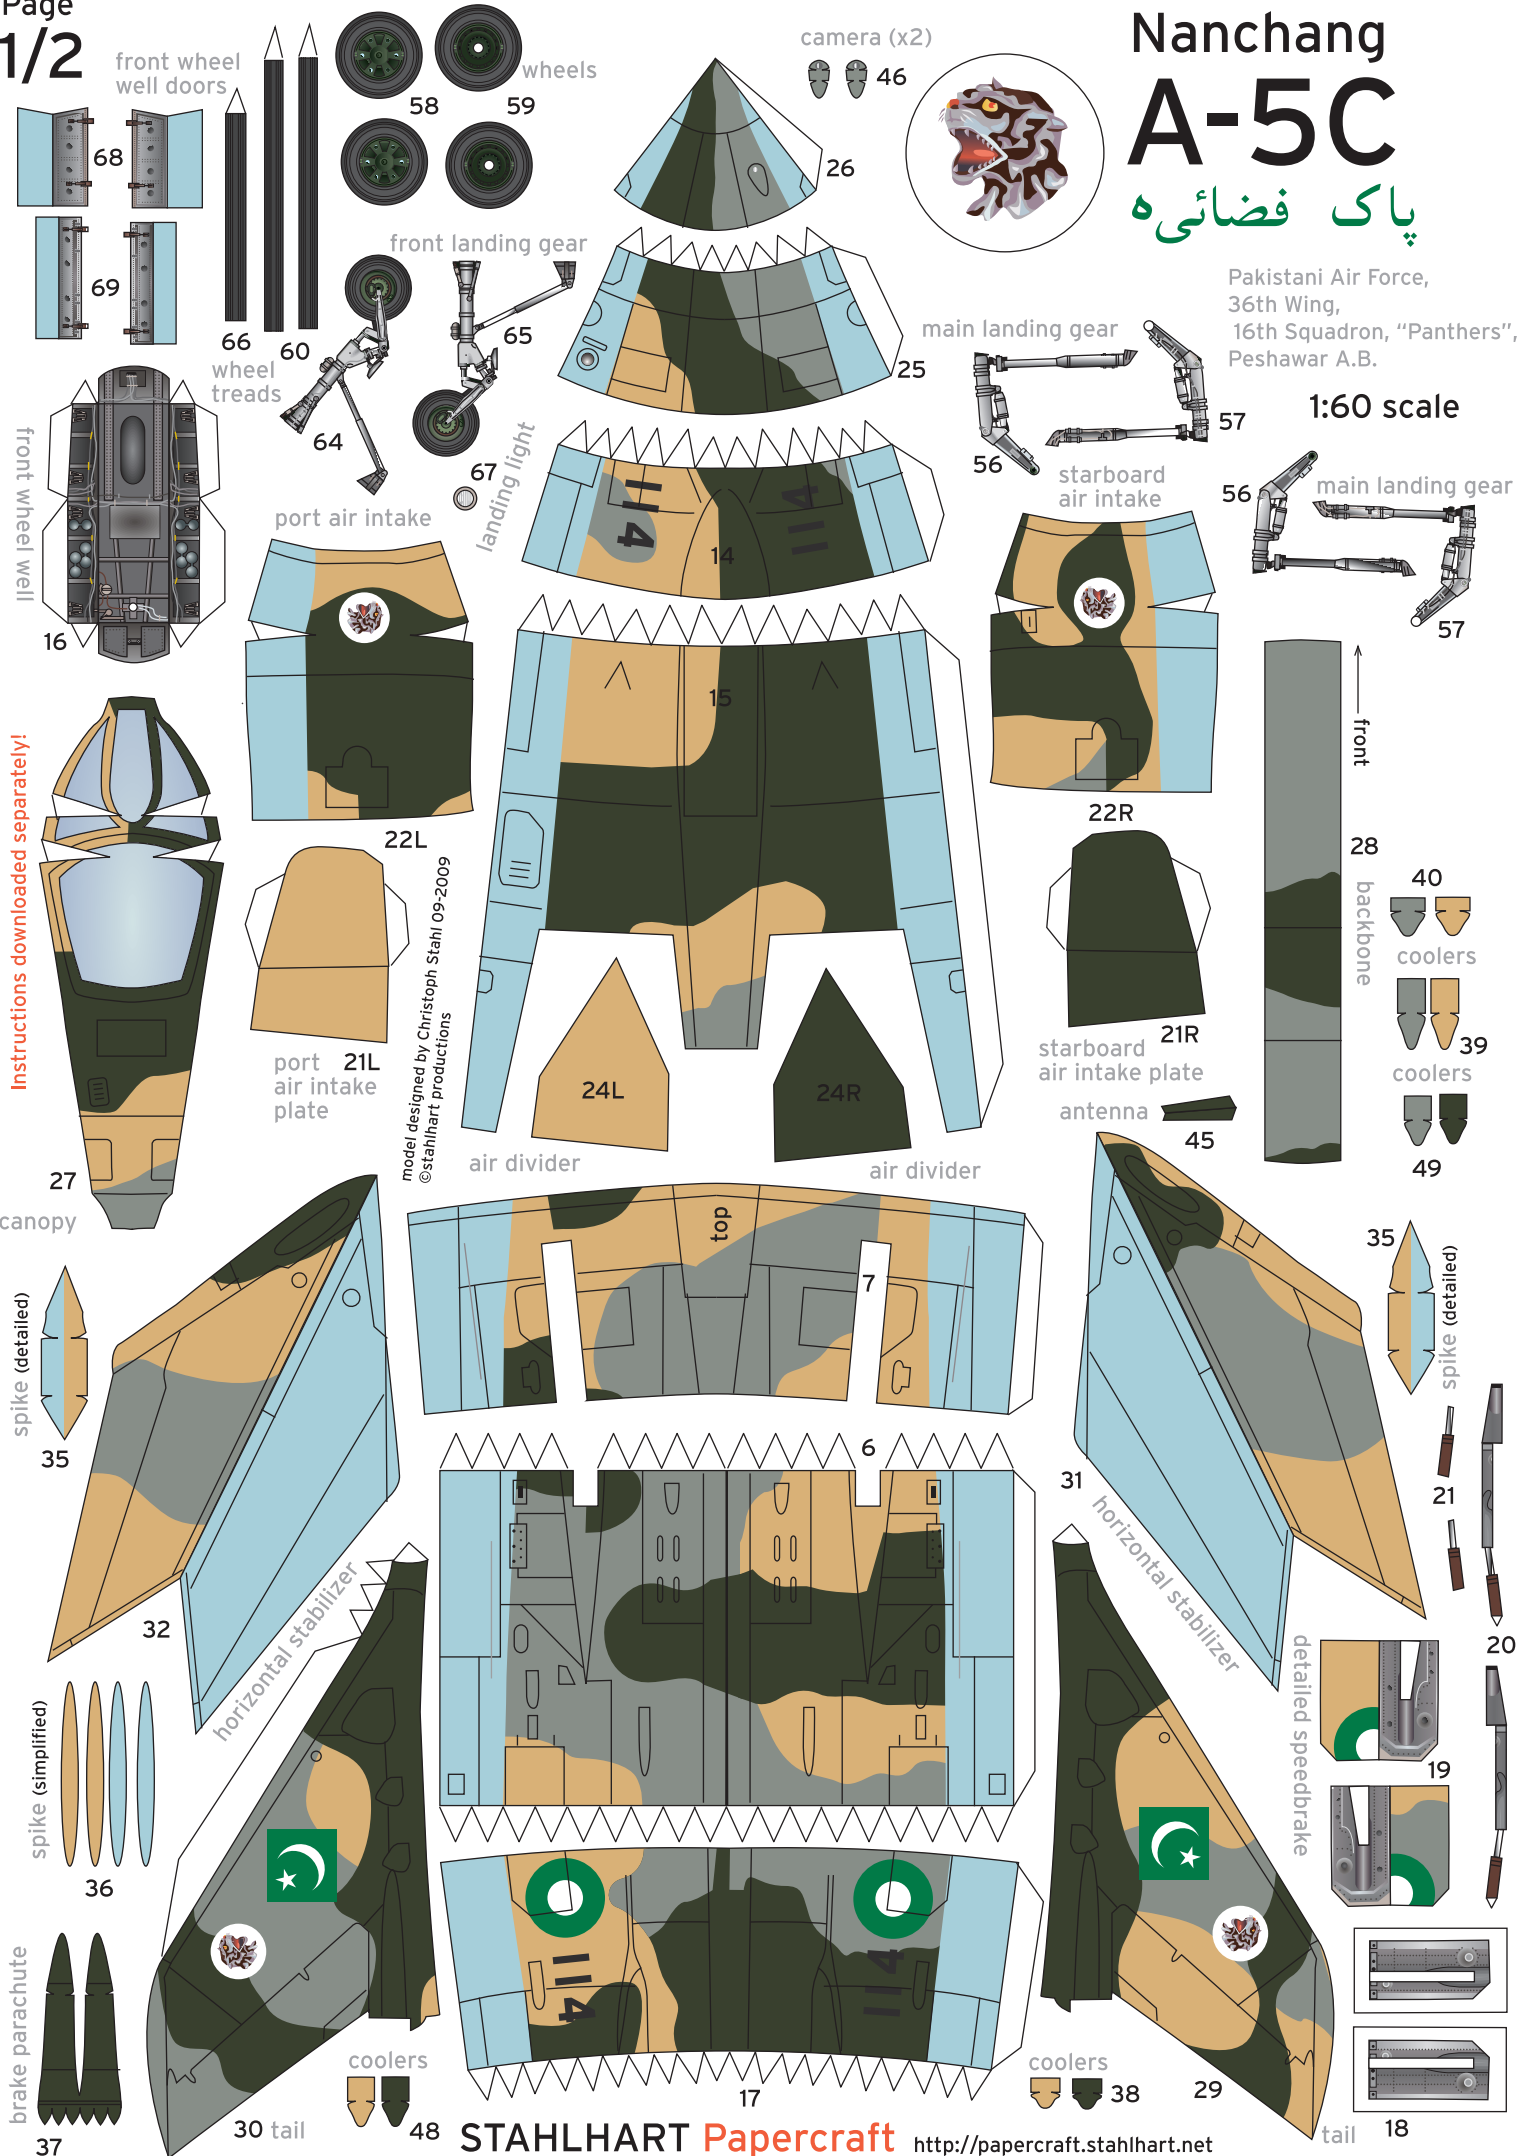 Page
1/2
front wheel
well doors
68
69
66
60
wheel
treads
58
59
wheels
front landing gear
65
64
67
landing light
camera (x2)
46
26
25
Nanchang
A-5C
پاک فضائیہ
Pakistani Air Force,
36th Wing,
16th Squadron, “Panthers”,
Peshawar A.B.
1:60 scale
main landing gear
57
56
starboard
air intake
56
main landing gear
57
front wheel well
16
port air intake
114
114
14
15
22L
22R
front
28
backbone
40
coolers
39
coolers
49
Instructions downloaded separately!
27
canopy
port
air intake
plate
21L
model designed by Christoph Stahl 09-2009
©stahlhart productions
24L
24R
air divider
air divider
21R
starboard
air intake plate
antenna
45
top
7
6
35
spike (detailed)
35
spike (detailed)
32
horizontal stabilizer
31
horizontal stabilizer
21
20
detailed speedbrake
19
spike (simplified)
36
brake parachute
37
30 tail
coolers
48
114
114
17
coolers
38
29
tail
18
STAHLHART Papercraft http://papercraft.stahlhart.net